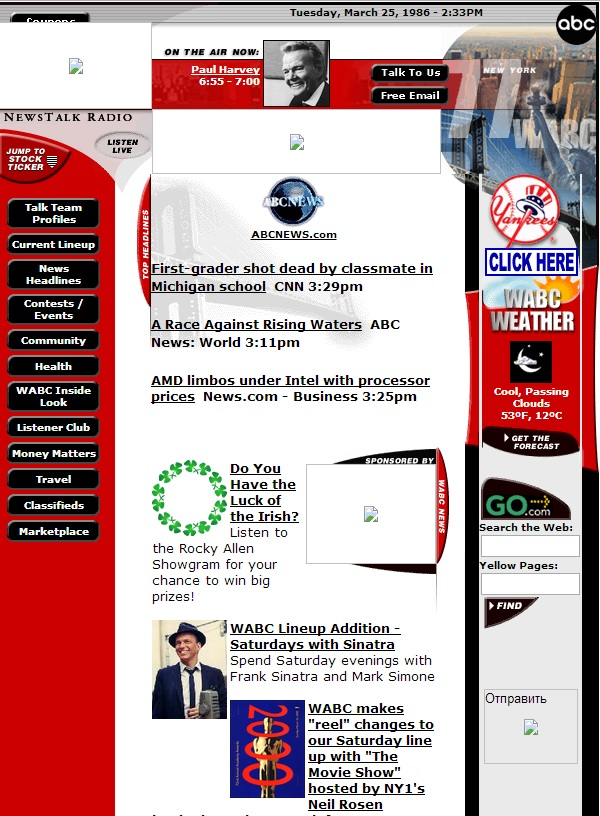 Coupons
Tuesday, March 25, 1986 - 2:33PM
abc
ON THE AIR NOW:
Paul Harvey
6:55 - 7:00
Talk To Us
Free Email
NEW YORK
77
WABC
NEWSTALK RADIO
LISTEN
LIVE
JUMP TO
STOCK
TICKER
Talk Team
Profiles
Current Lineup
News
Headlines
Contests /
Events
Community
Health
WABC Inside
Look
Listener Club
Money Matters
Travel
Classifieds
Marketplace
TOP HEADLINES
ABCNEWS
ABCNEWS.com
First-grader shot dead by classmate in
Michigan school CNN 3:29pm
A Race Against Rising Waters ABC
News: World 3:11pm
AMD limbos under Intel with processor
prices News.com - Business 3:25pm
Do You
Have the
Luck of
the Irish?
Listen to
the Rocky Allen
Showgram for your
chance to win big
prizes!
SPONSORED BY
WABC NEWS
WABC Lineup Addition -
Saturdays with Sinatra
Spend Saturday evenings with
Frank Sinatra and Mark Simone
2000
WABC makes
"reel" changes to
our Saturday line
up with "The
Movie Show"
hosted by NY1's
Neil Rosen
Yankees
CLICK HERE
WABC
WEATHER
Cool, Passing
Clouds
53ºF, 12ºC
GET THE
FORECAST
GO.com
Search the Web:
Yellow Pages:
FIND
Отправить